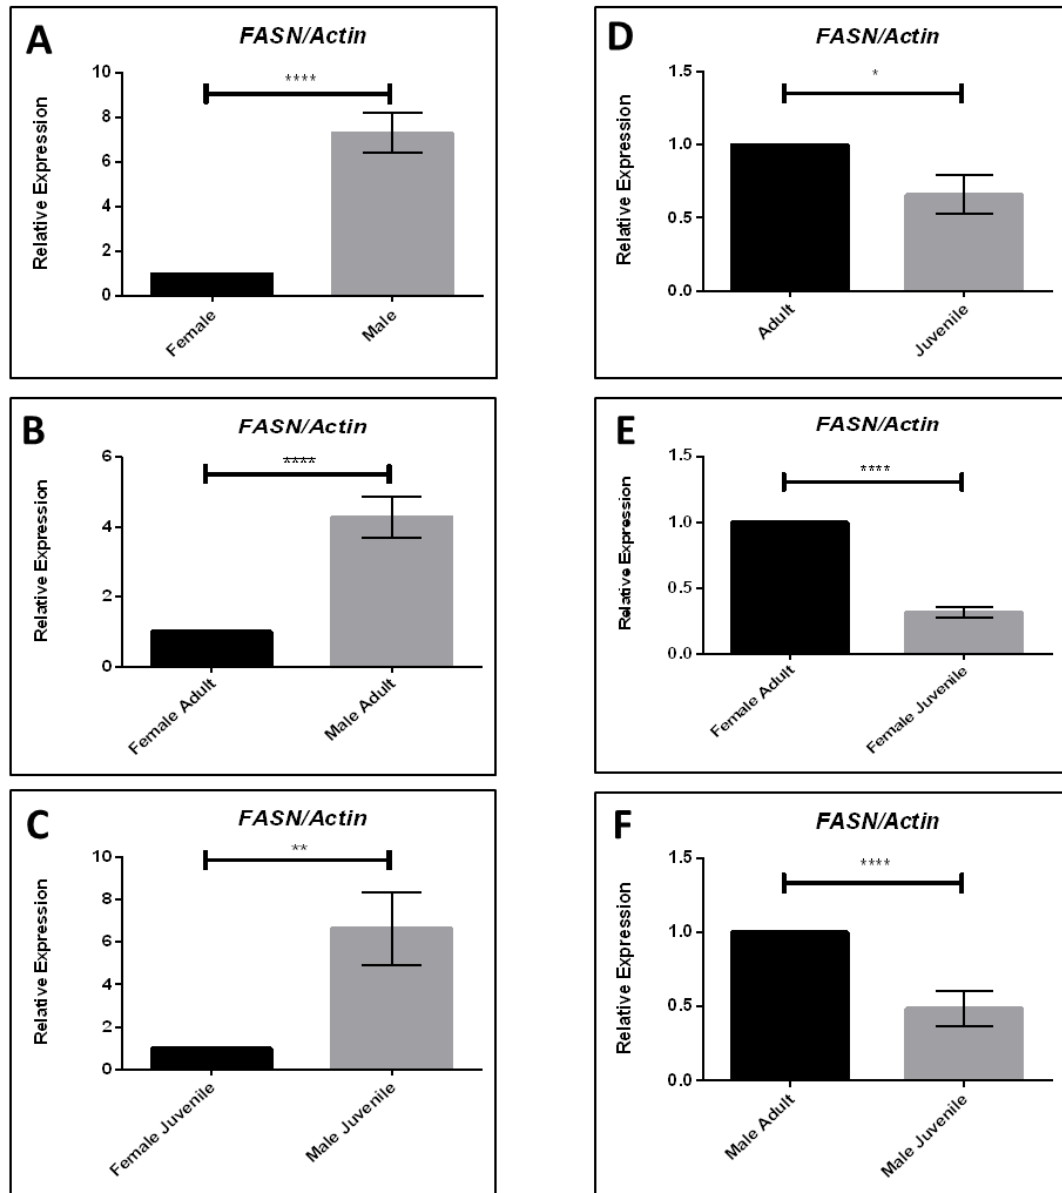 A
FASN/Actin
****
Relative Expression
10
8
6
4
2
0
Female
Male
B
FASN/Actin
****
Relative Expression
6
4
2
0
Female Adult
Male Adult
C
FASN/Actin
**
Relative Expression
10
8
6
4
2
0
Female Juvenile
Male Juvenile
D
FASN/Actin
*
Relative Expression
1.5
1.0
0.5
0.0
Adult
Juvenile
E
FASN/Actin
****
Relative Expression
1.5
1.0
0.5
0.0
Female Adult
Female Juvenile
F
FASN/Actin
****
Relative Expression
1.5
1.0
0.5
0.0
Male Adult
Male Juvenile